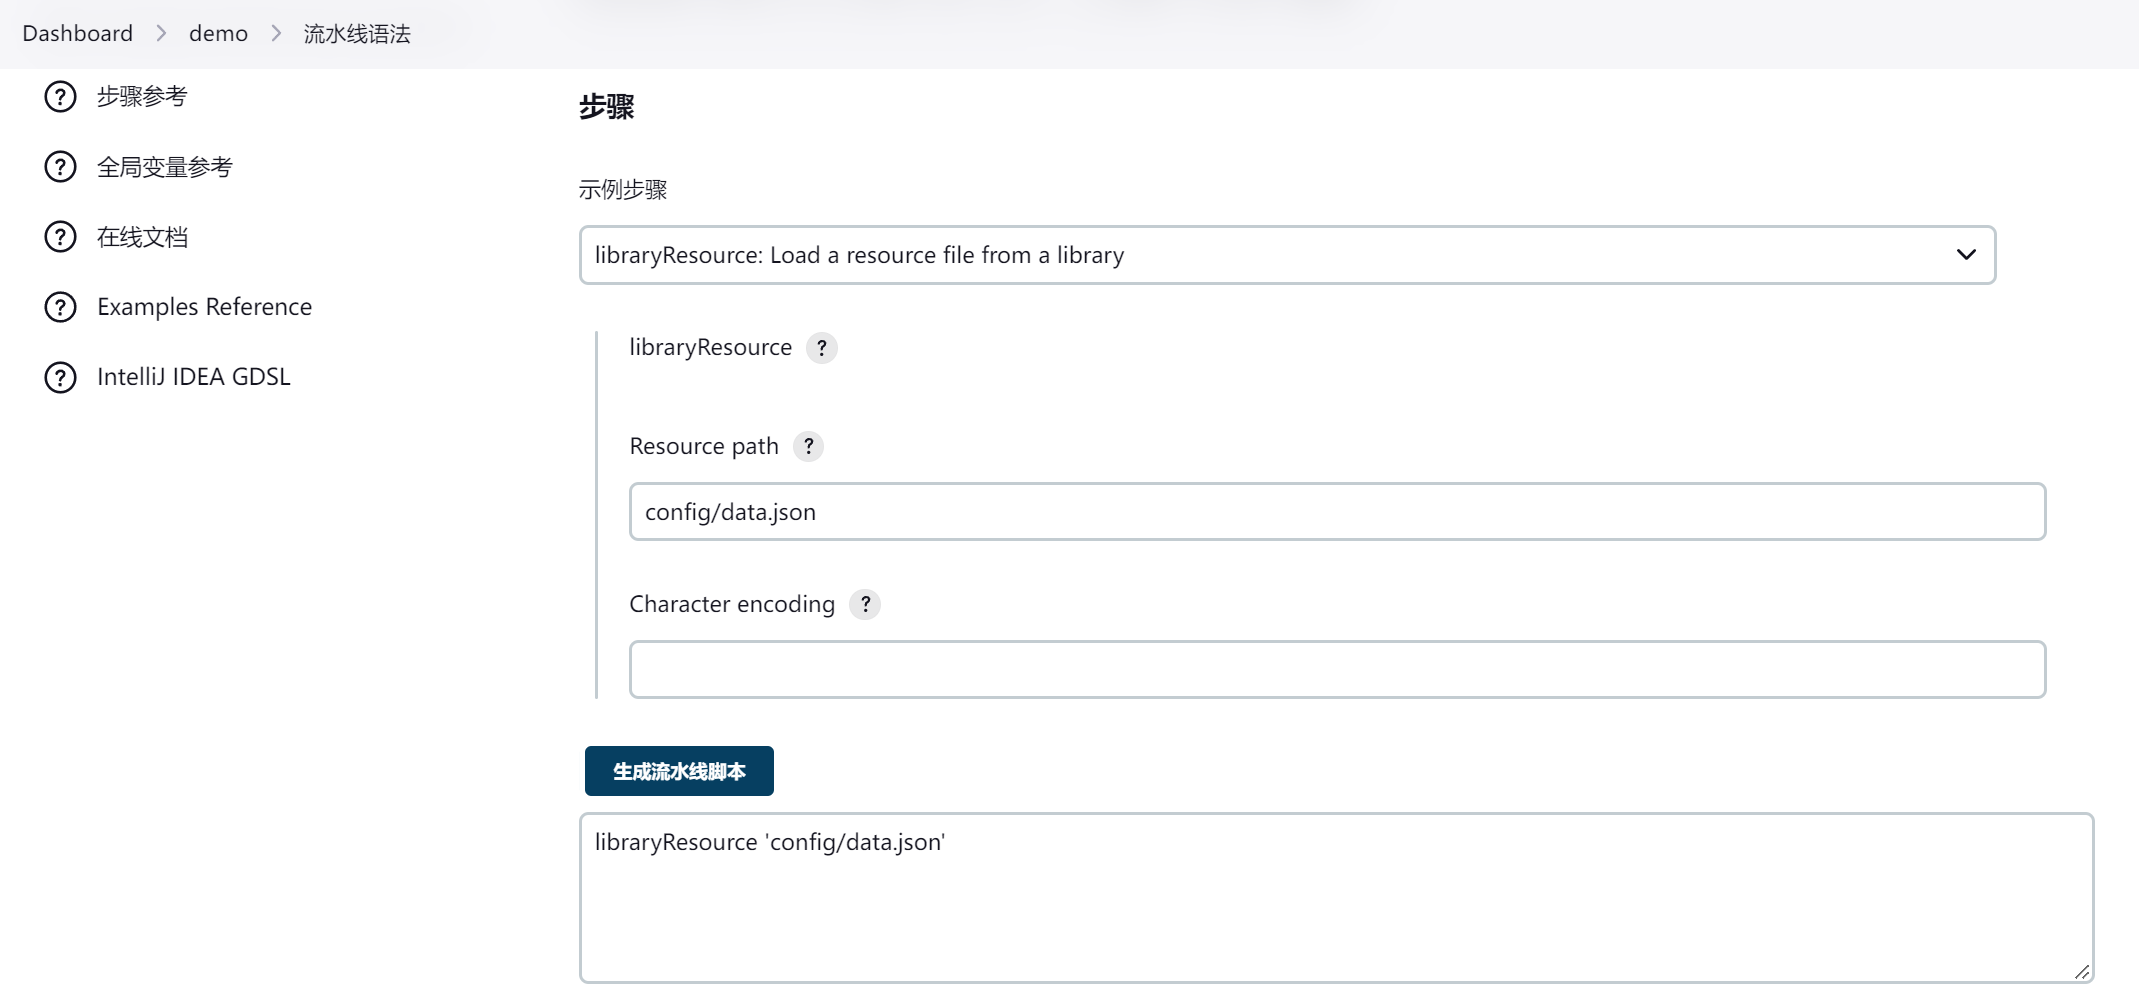 Dashboard > demo > 流水线语法
步骤参考
全局变量参考
在线文档
Examples Reference
IntelliJ IDEA GDSL
步骤
示例步骤
libraryResource: Load a resource file from a library
libraryResource ?
Resource path ?
config/data.json
Character encoding ?
生成流水线脚本
libraryResource 'config/data.json'